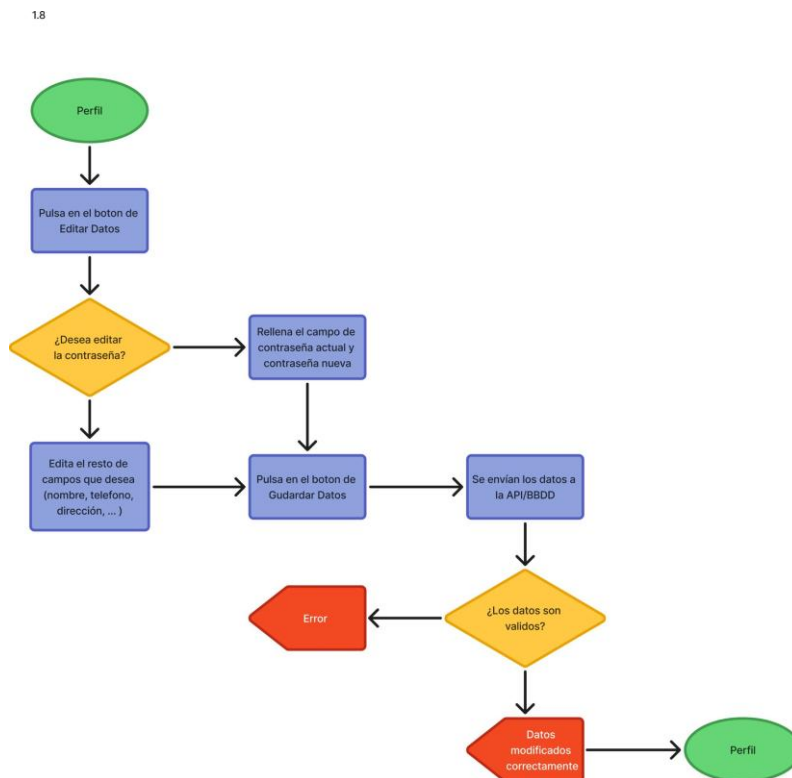 1.8
Perfil
Pulsa en el boton de
Editar Datos
¿Desea editar
la contraseña?
Rellena el campo de
contraseña actual y
contraseña nueva
Edita el resto de
campos que desea
(nombre, telefono,
dirección, ... )
Pulsa en el boton de
Gudardar Datos
Se envían los datos a
la API/BBDD
¿Los datos son
validos?
Error
Datos
modificados
correctamente
Perfil